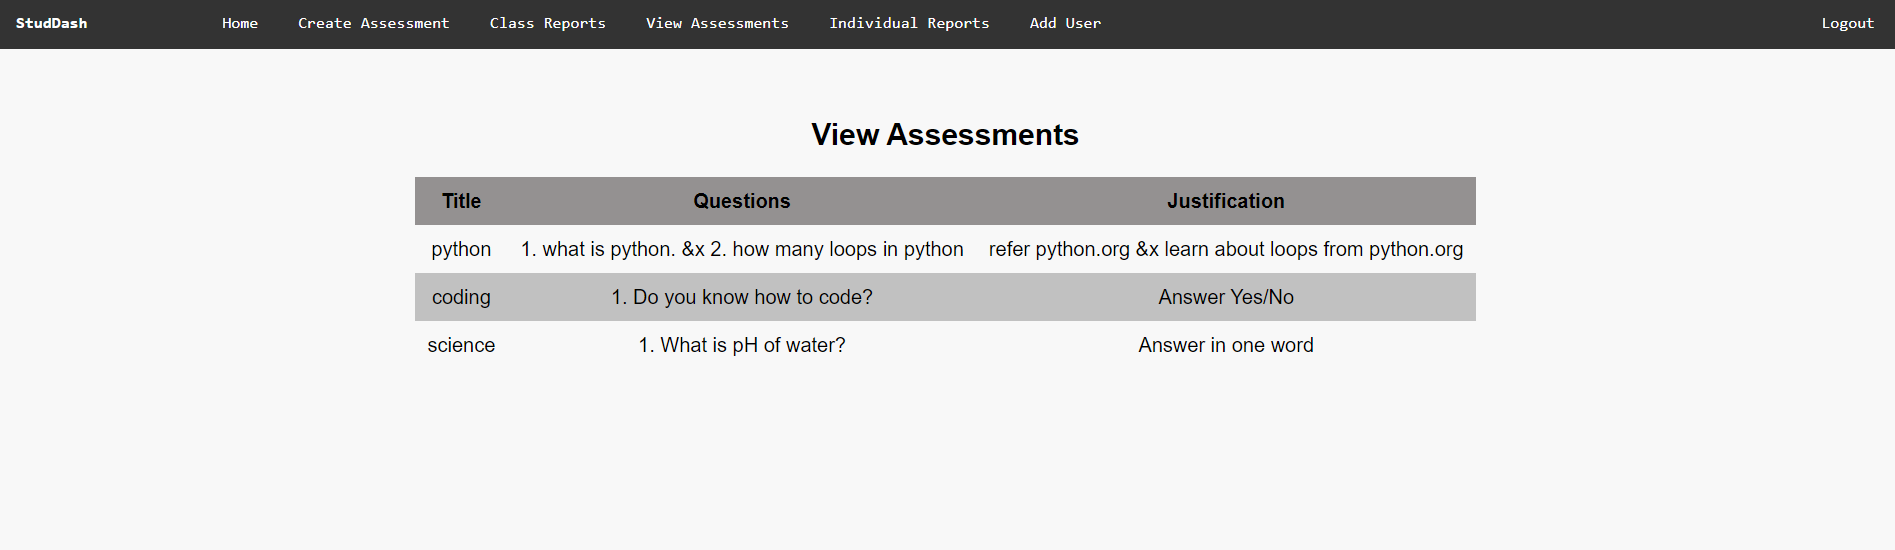 StudDash Home Create Assessment Class Reports View Assessments Individual Reports Add User Logout
View Assessments
Title Questions Justification
python 1. what is python. &x 2. how many loops in python refer python.org &x learn about loops from python.org
coding 1. Do you know how to code? Answer Yes/No
science 1. What is pH of water? Answer in one word